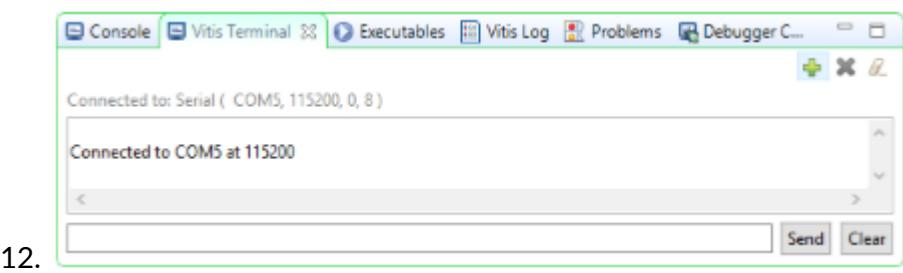 Console Vitis Terminal Executables Vitis Log Problems Debugger C...
Connected to: Serial ( COM5, 115200, 0, 8 )
Connected to COM5 at 115200
Send Clear
12.